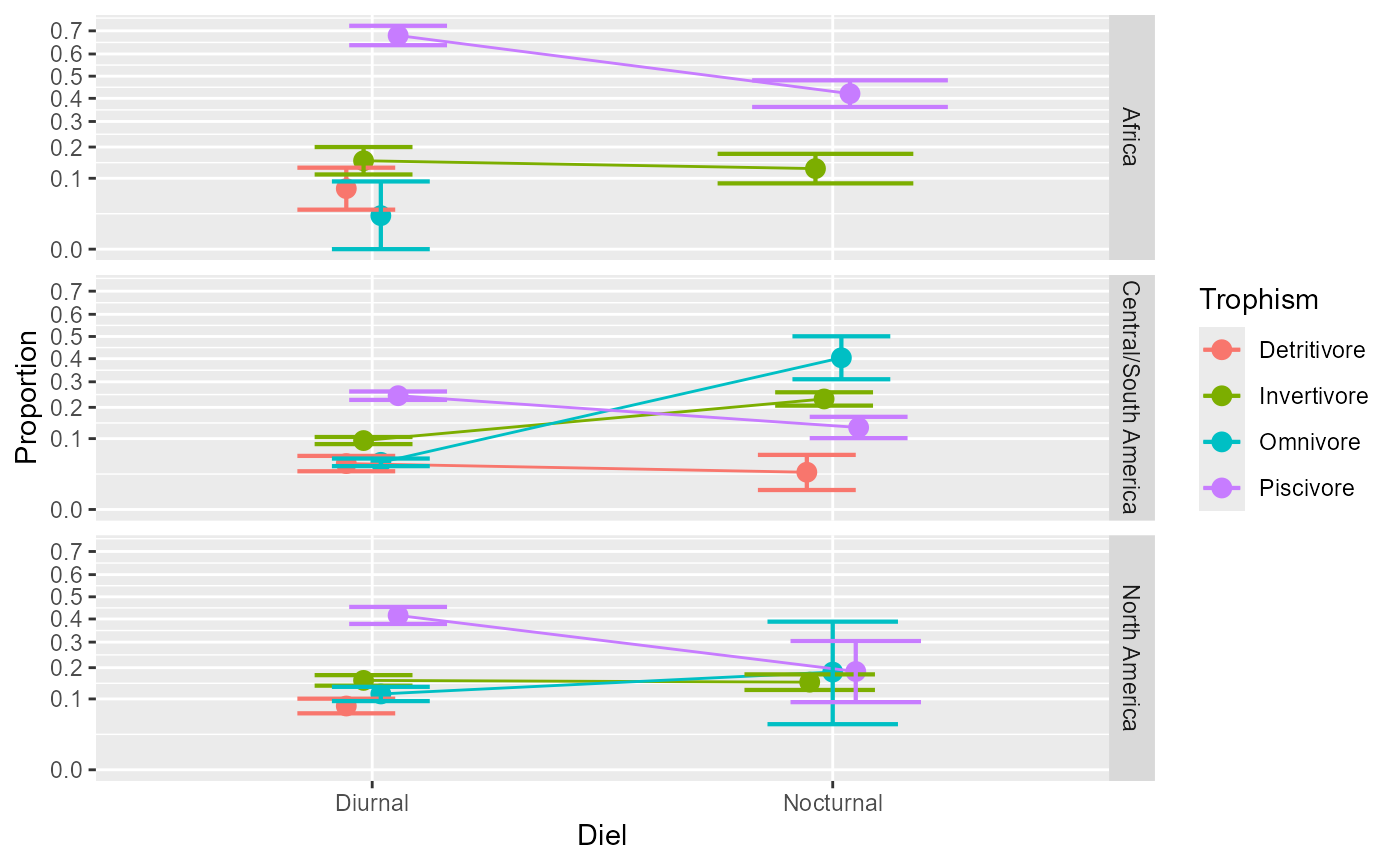 0.7
0.6
0.5
0.4
0.3
0.2
0.1
0.0
Africa
0.7
0.6
0.5
0.4
0.3
0.2
0.1
0.0
Central/South America
0.7
0.6
0.5
0.4
0.3
0.2
0.1
0.0
North America
Proportion
Diurnal
Nocturnal
Diel
Trophism
Detritivore
Invertivore
Omnivore
Piscivore